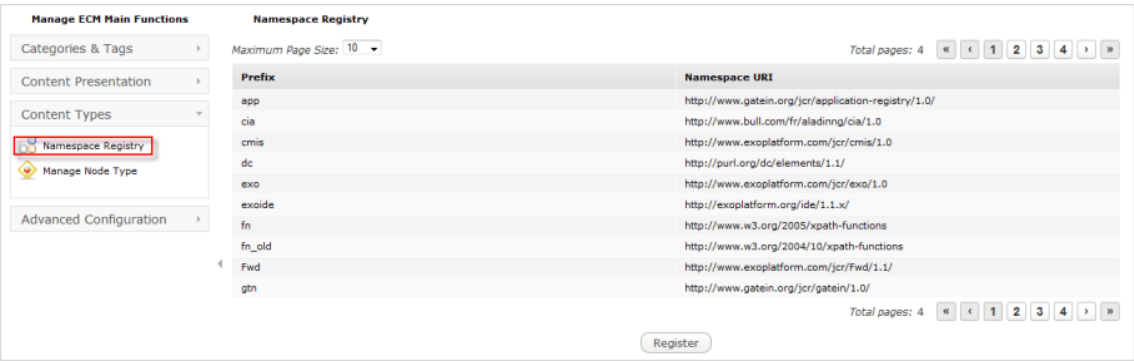 Manage ECM Main Functions
Categories & Tags
Content Presentation
Content Types
Namespace Registry
Manage Node Type
Advanced Configuration
Namespace Registry
Maximum Page Size: 10
Total pages: 4 « ‹ 1 2 3 4 › »
Prefix Namespace URI
app http://www.gatein.org/jcr/application-registry/1.0/
cia http://www.bull.com/fr/aladinng/cia/1.0
cmis http://www.exoplatform.com/jcr/cmis/1.0
dc http://purl.org/dc/elements/1.1/
exo http://www.exoplatform.com/jcr/exo/1.0
exoide http://exoplatform.org/ide/1.1.x/
fn http://www.w3.org/2005/xpath-functions
fn_old http://www.w3.org/2004/10/xpath-functions
Fwd http://www.exoplatform.com/jcr/Fwd/1.1/
gtn http://www.gatein.org/jcr/gatein/1.0/
Total pages: 4 « ‹ 1 2 3 4 › »
Register